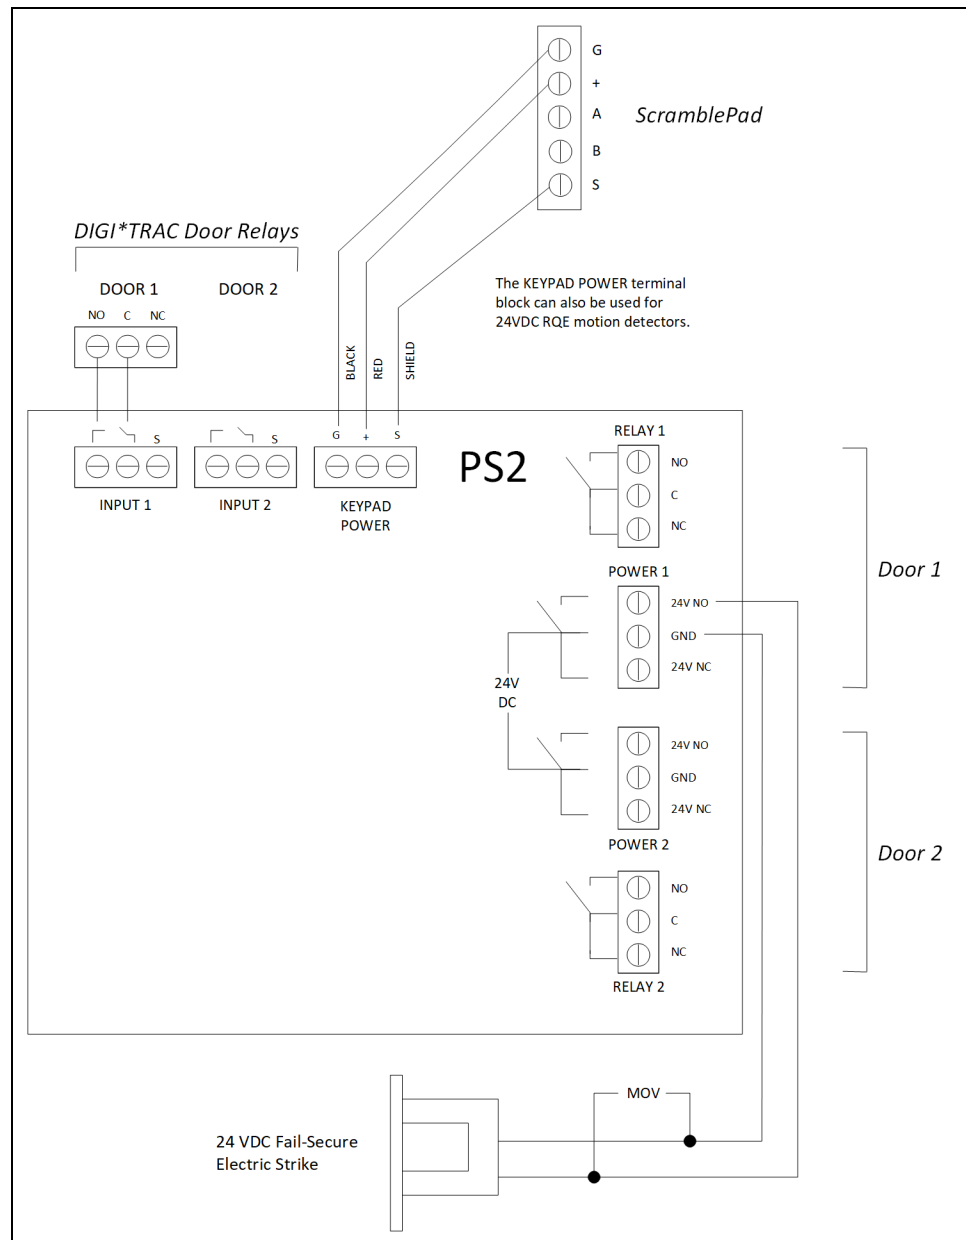 G
+
A
ScramblePad
B
S
DIGI*TRAC Door Relays
DOOR 1
DOOR 2
NO
C
NC
The KEYPAD POWER terminal
block can also be used for
24VDC RQE motion detectors.
BLACK
RED
SHIELD
S
S
G
+
S
INPUT 1
INPUT 2
KEYPAD
POWER
PS2
RELAY 1
NO
C
NC
Door 1
POWER 1
24V NO
GND
24V NC
24V
DC
24V NO
GND
24V NC
POWER 2
Door 2
NO
C
NC
RELAY 2
MOV
24 VDC Fail-Secure
Electric Strike